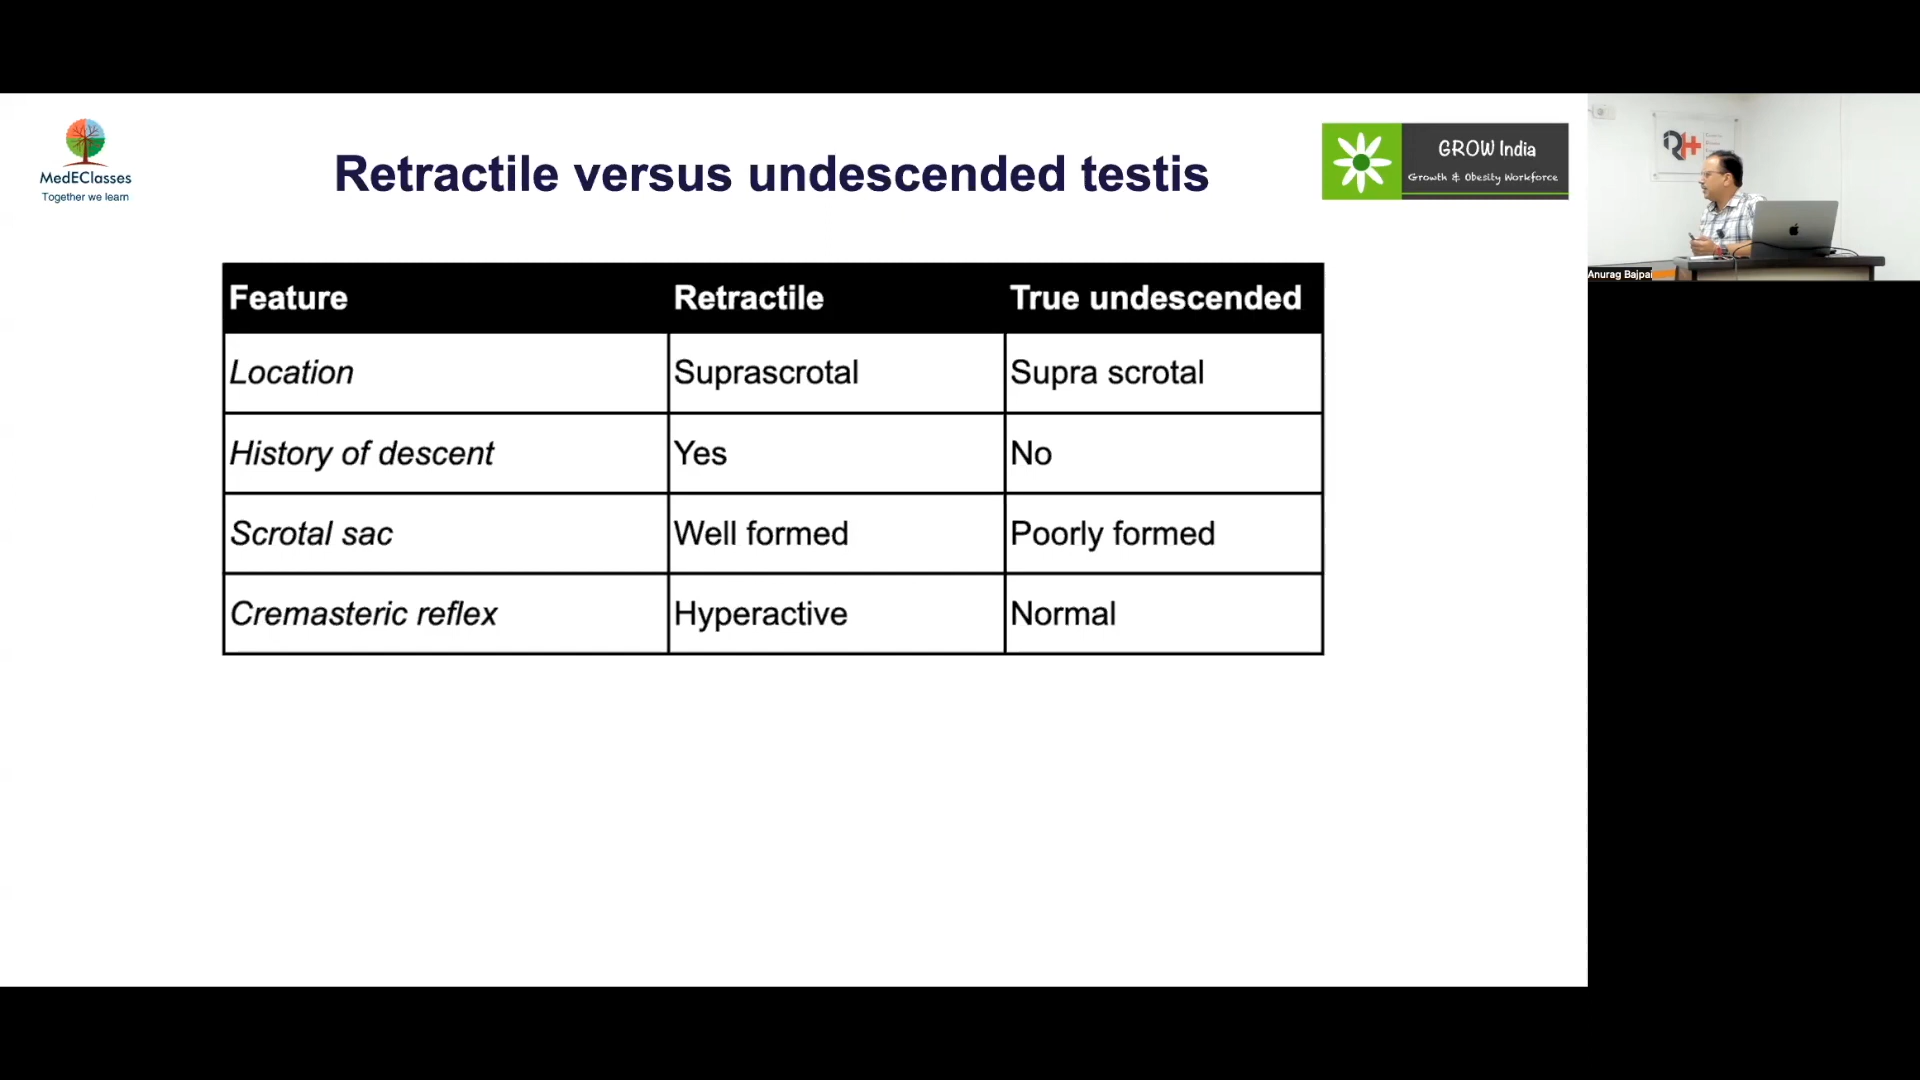 MedEClasses
Together we learn
Retractile versus undescended testis
GROW India
Growth & Obesity Workforce
Anurag Bajpai
Feature Retractile True undescended
Location Suprascrotal Supra scrotal
History of descent Yes No
Scrotal sac Well formed Poorly formed
Cremasteric reflex Hyperactive Normal